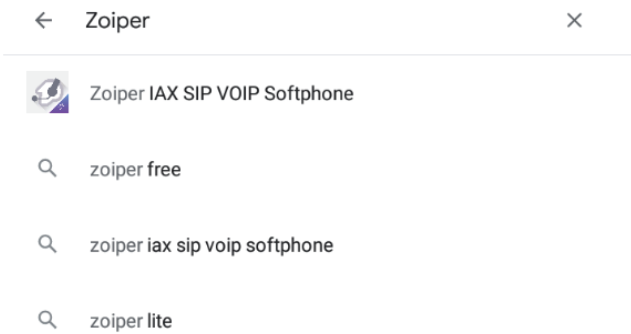 Zoiper
Zoiper IAX SIP VOIP Softphone
zoiper free
zoiper iax sip voip softphone
zoiper lite